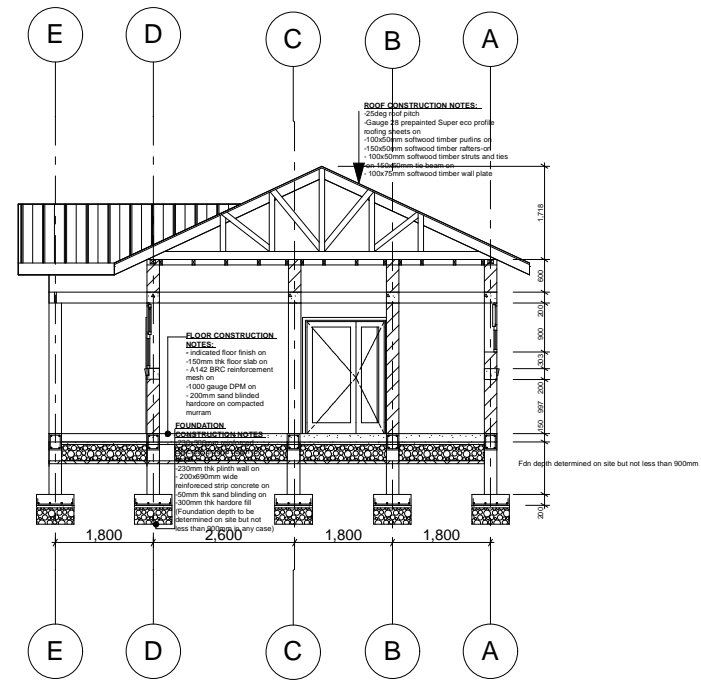 E
D
C
B
A
ROOF CONSTRUCTION NOTES:
-25deg roof pitch
-Gauge 28 prepainted Super eco profile
roofing sheets on
-100x50mm softwood timber purlins on
-150x50mm softwood timber rafters-on
- 100x50mm softwood timber struts and ties
on 150x50mm tie beam on
- 100x75mm softwood timber wall plate
1,718
600
200
900
303
200
997
150
FLOOR CONSTRUCTION
NOTES:
- indicated floor finish on
-150mm thk floor slab on
- A142 BRC reinforcement
mesh on
-1000 gauge DPM on
- 200mm sand blinded
hardcore on compacted
murram
FOUNDATION
CONSTRUCTION NOTES
-230mm thk plinth wall on
- 200x690mm wide
reinforeced strip concrete on
-50mm thk sand blinding on
-300mm thk hardore fill
(Foundation depth to be
determined on site but not
less than 900mm in any case)
Fdn depth determined on site but not less than 900mm
200
1,800
2,600
1,800
1,800
E
D
C
B
A